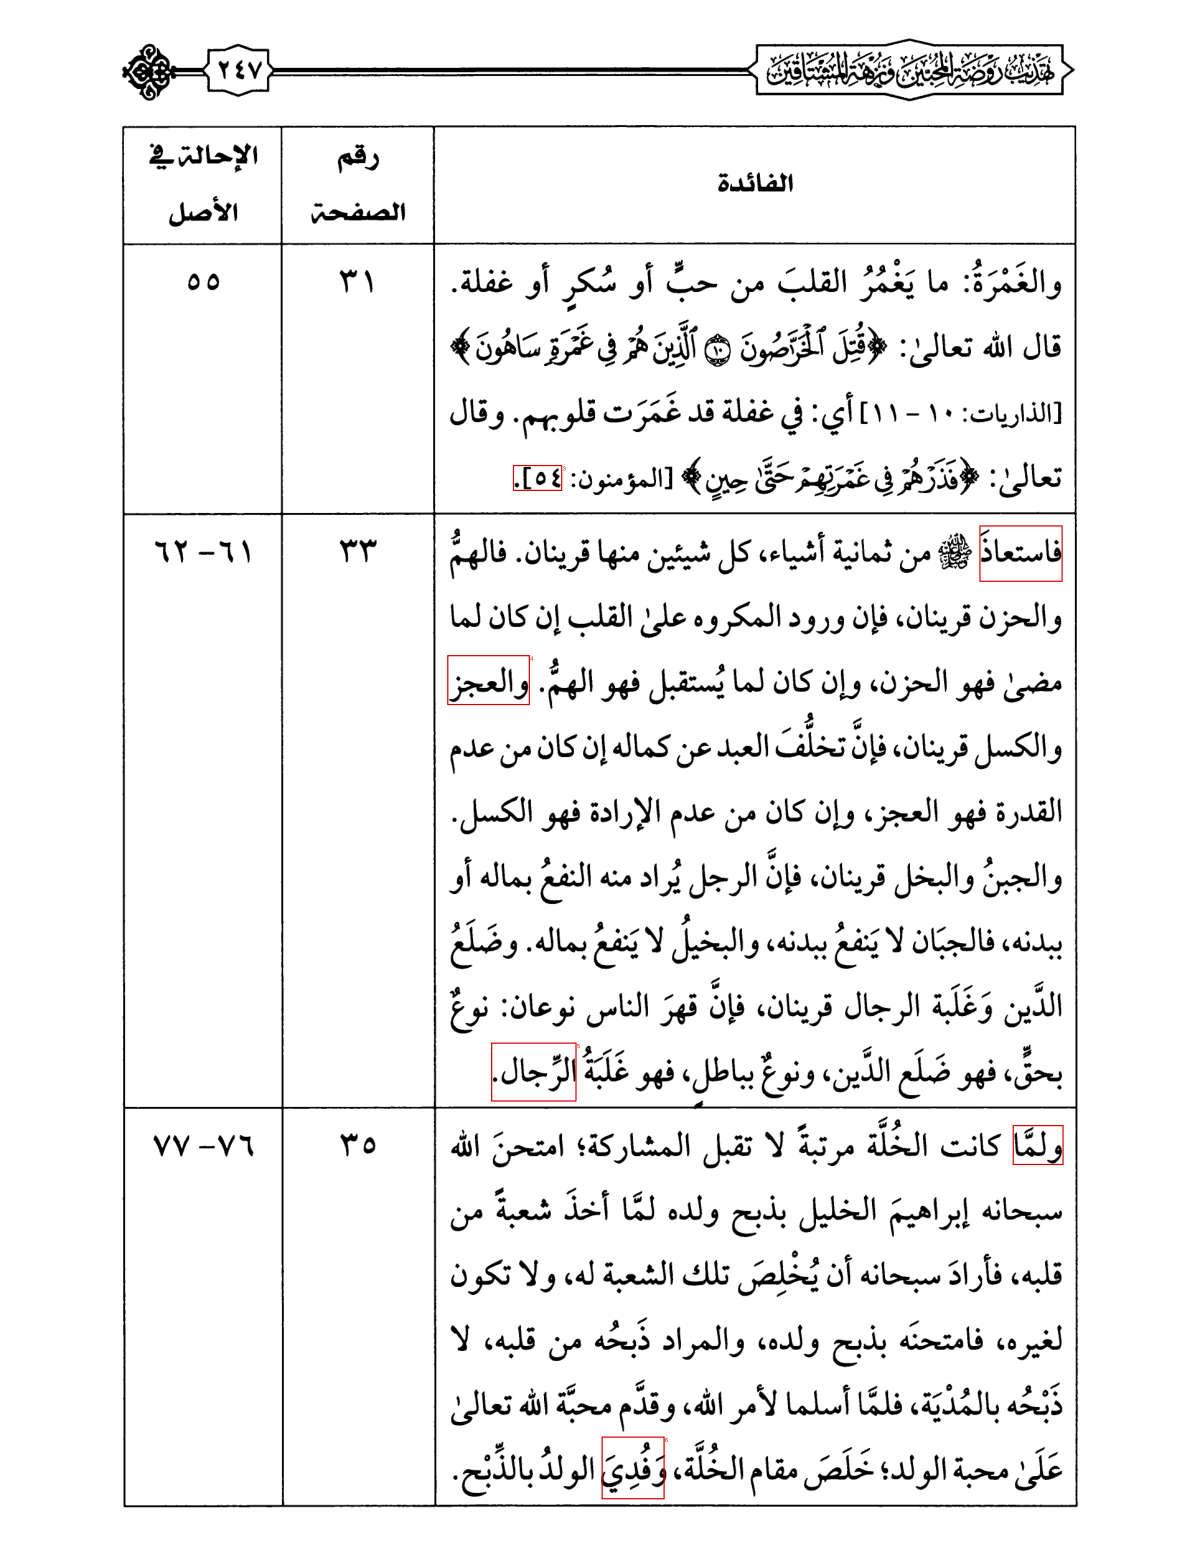 تهذيب روضة المحبين ونزهة المشتاقين
٢٤٧
الفائدة
رقم
الصفحة
الإحالة في
الأصل
والغَمْرَةُ: ما يَغْمُرُ القلبَ من حبٍّ أو سُكرٍ أو غفلة.
قال الله تعالىٰ: ﴿قُتِلَ ٱلْخَرَّٰصُونَ ١٠ ٱلَّذِينَ هُمْ فِي غَمْرَةٖ سَاهُونَ﴾
[الذاريات: ١٠ – ١١] أي: في غفلة قد غَمَرَت قلوبهم. وقال
تعالىٰ: ﴿فَذَرْهُمْ فِي غَمْرَتِهِمْ حَتَّىٰ حِينٍ﴾ [المؤمنون: ٥٤].
٣١
٥٥
فاستعاذَ ﷺ من ثمانية أشياء، كل شيئين منها قرينان. فالهمُّ
والحزن قرينان، فإن ورود المكروه علىٰ القلب إن كان لما
مضىٰ فهو الحزن، وإن كان لما يُستقبل فهو الهمُّ. والعجز
والكسل قرينان، فإنَّ تخلُّفَ العبد عن كماله إن كان من عدم
القدرة فهو العجز، وإن كان من عدم الإرادة فهو الكسل.
والجبنُ والبخل قرينان، فإنَّ الرجل يُراد منه النفعُ بماله أو
ببدنه، فالجبَان لا يَنفعُ ببدنه، والبخيلُ لا يَنفعُ بماله. وضَلَعُ
الدَّين وَغَلَبة الرجال قرينان، فإنَّ قهرَ الناس نوعان: نوعٌ
بحقٍّ، فهو ضَلَع الدَّين، ونوعٌ بباطلٍ، فهو غَلَبَةُ الرِّجال.
٣٣
٦١– ٦٢
ولمَّا كانت الخُلَّة مرتبةً لا تقبل المشاركة؛ امتحنَ الله
سبحانه إبراهيمَ الخليل بذبح ولده لمَّا أخذَ شعبةً من
قلبه، فأرادَ سبحانه أن يُخْلِصَ تلك الشعبة له، ولا تكون
لغيره، فامتحنَه بذبح ولده، والمراد ذَبحُه من قلبه، لا
ذَبْحُه بالمُدْيَة، فلمَّا أسلما لأمر الله، وقدَّم محبَّة الله تعالىٰ
عَلَىٰ محبة الولد؛ خَلَصَ مقام الخُلَّة، وَفُدِيَ الولدُ بالذِّبْح.
٣٥
٧٦– ٧٧